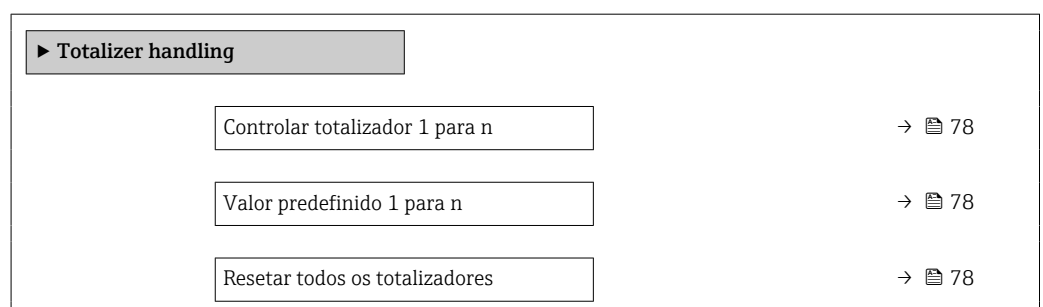 ▶ Totalizer handling
Controlar totalizador 1 para n → 78
Valor predefinido 1 para n → 78
Resetar todos os totalizadores → 78